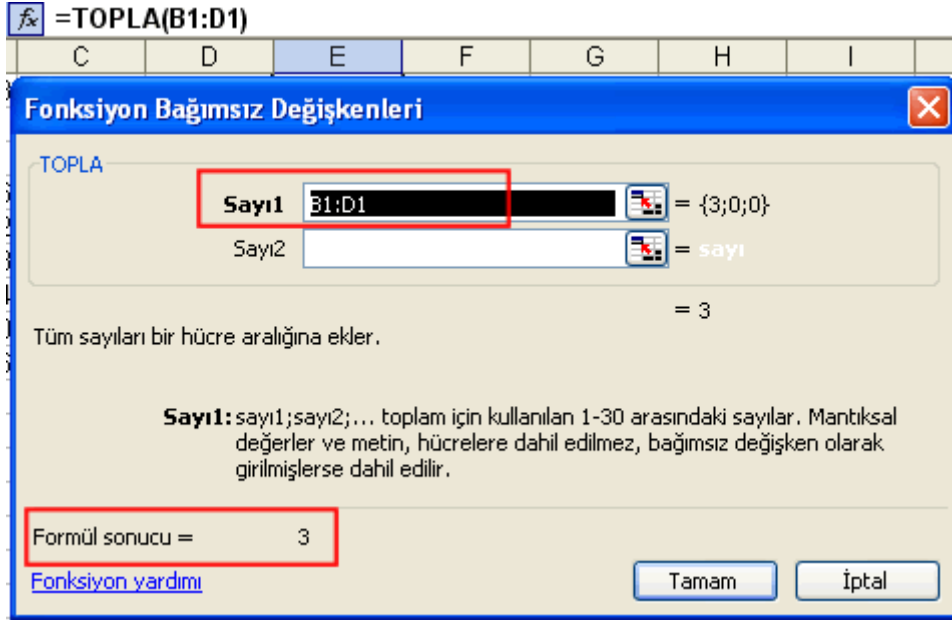 fx =TOPLA(B1:D1)
C D E F G H I
Fonksiyon Bağımsız Değişkenleri
TOPLA
Sayı1 B1:D1 = {3;0;0}
Sayı2 = sayı
= 3
Tüm sayıları bir hücre aralığına ekler.
Sayı1: sayı1;sayı2;... toplam için kullanılan 1-30 arasındaki sayılar. Mantıksal
değerler ve metin, hücrelere dahil edilmez, bağımsız değişken olarak
girilmişlerse dahil edilir.
Formül sonucu = 3
Fonksiyon yardımı Tamam İptal